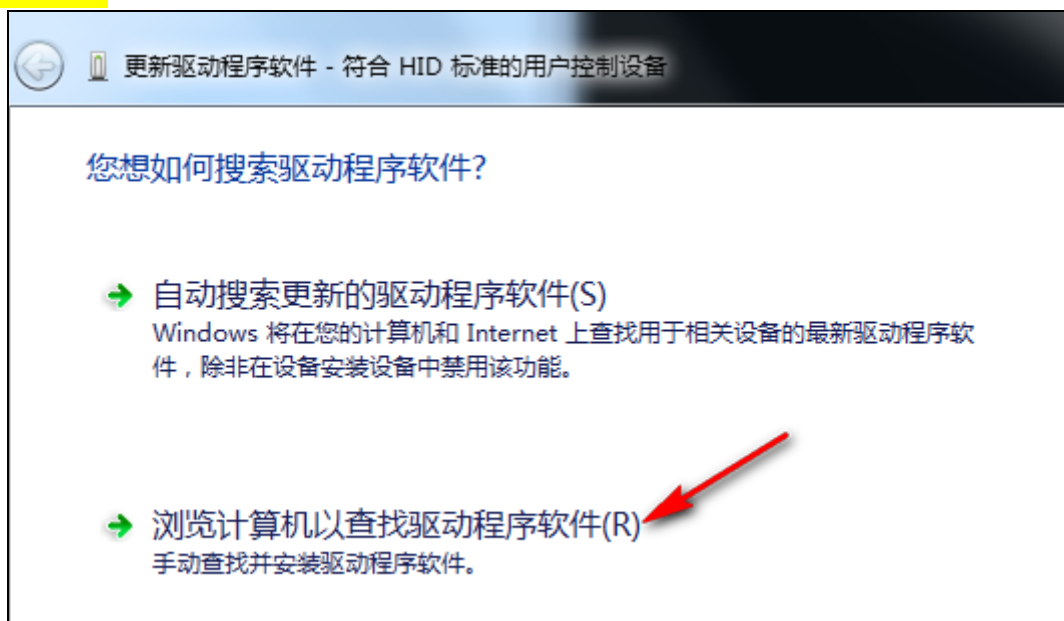 更新驱动程序软件 - 符合 HID 标准的用户控制设备
您想如何搜索驱动程序软件?
自动搜索更新的驱动程序软件(S)
Windows 将在您的计算机和 Internet 上查找用于相关设备的最新驱动程序软
件，除非在设备安装设备中禁用该功能。
浏览计算机以查找驱动程序软件(R)
手动查找并安装驱动程序软件。